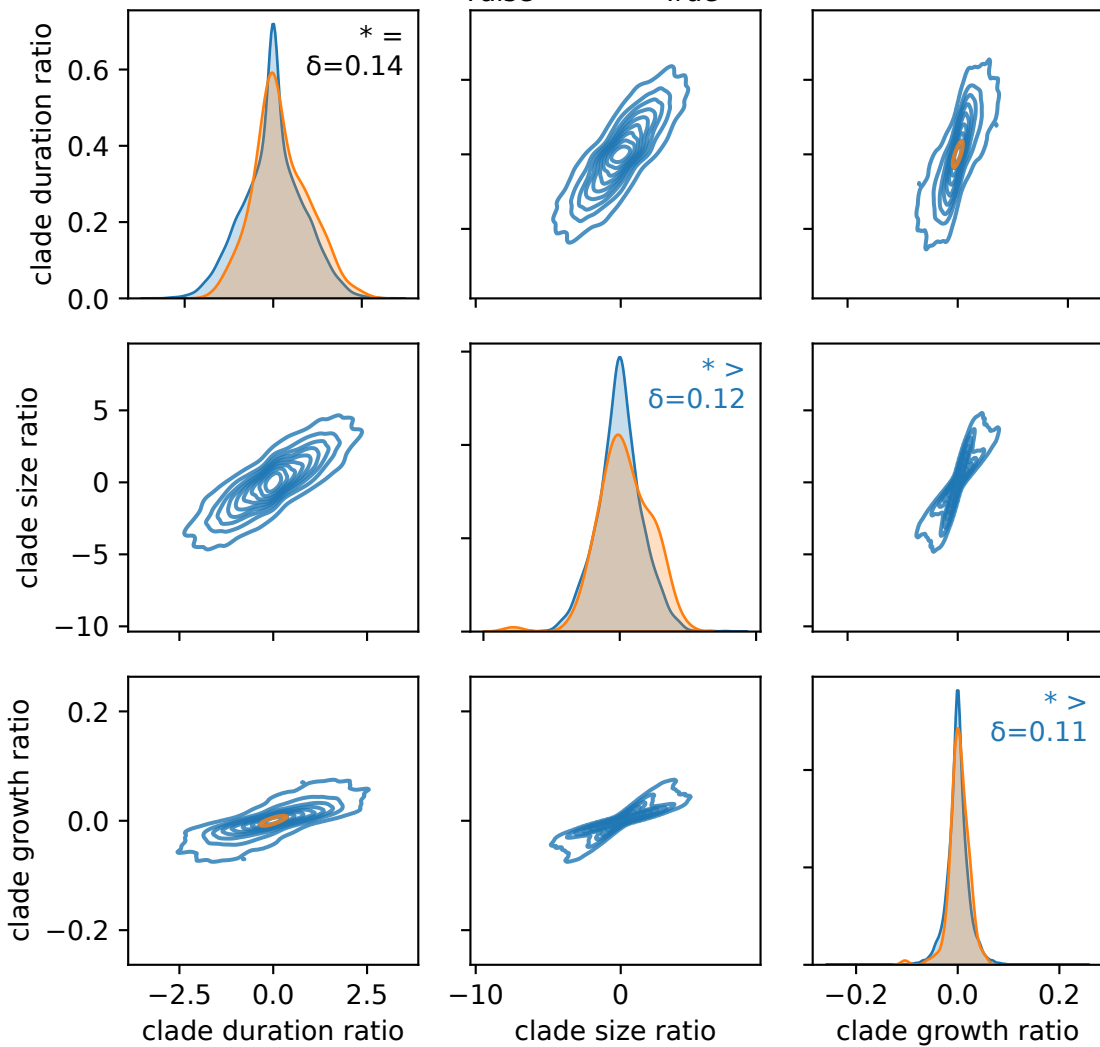 clade duration ratio
0.6
0.4
0.2
0.0
* =
δ=0.14
clade size ratio
5
0
−5
−10
* >
δ=0.12
clade growth ratio
0.2
0.0
−0.2
* >
δ=0.11
−2.5 0.0 2.5
−10 0
−0.2 0.0 0.2
clade duration ratio
clade size ratio
clade growth ratio